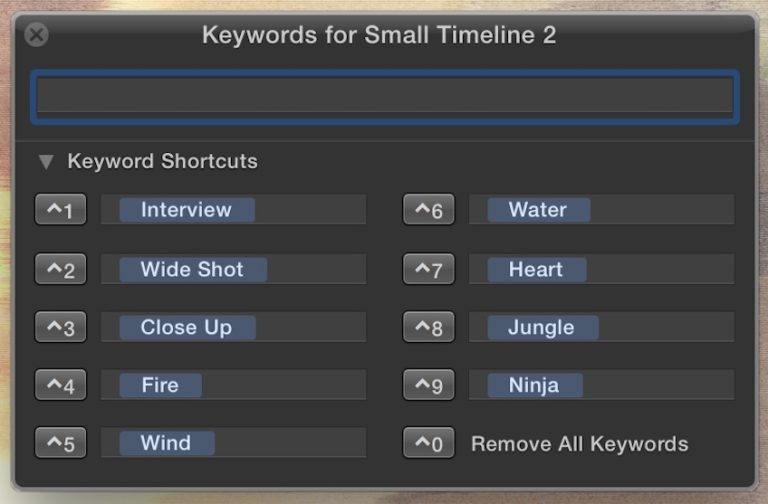 Keywords for Small Timeline 2
Keyword Shortcuts
^1 Interview
^2 Wide Shot
^3 Close Up
^4 Fire
^5 Wind
^6 Water
^7 Heart
^8 Jungle
^9 Ninja
^0 Remove All Keywords